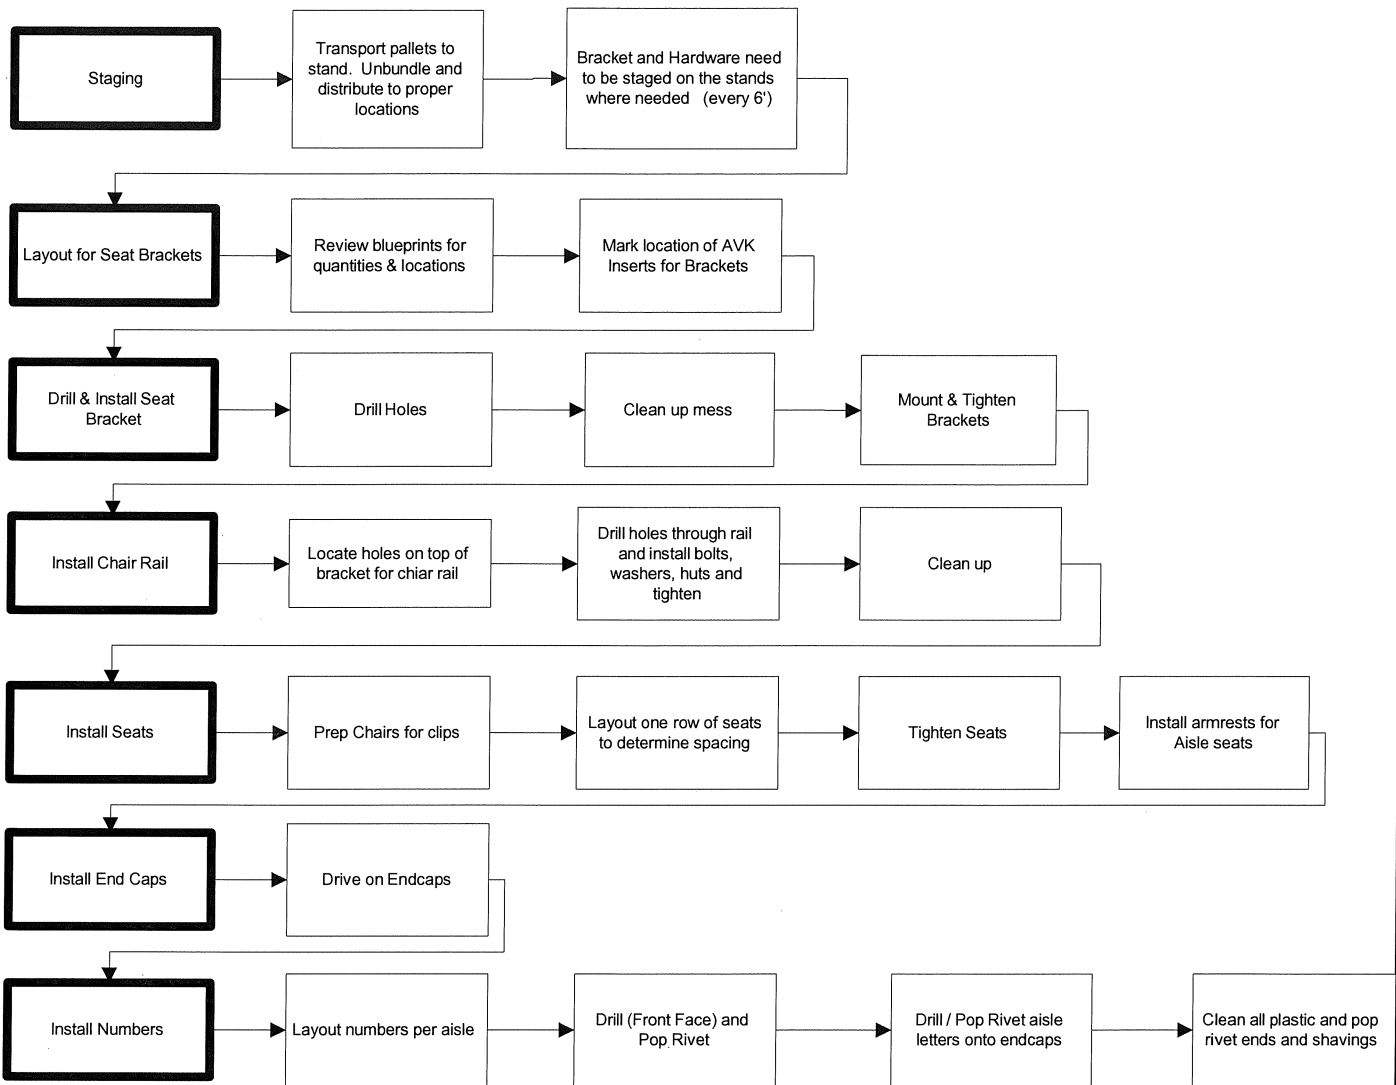 Staging
Transport pallets to
stand.  Unbundle and
distribute to proper
locations
Bracket and Hardware need
to be staged on the stands
where needed   (every 6')
Layout for Seat Brackets
Review blueprints for
quantities & locations
Mark location of AVK
Inserts for Brackets
Drill & Install Seat
Bracket
Drill Holes
Clean up mess
Mount & Tighten
Brackets
Install Chair Rail
Locate holes on top of
bracket for chiar rail
Drill holes through rail
and install bolts,
washers, huts and
tighten
Clean up
Install Seats
Prep Chairs for clips
Layout one row of seats
to determine spacing
Tighten Seats
Install armrests for
Aisle seats
Install End Caps
Drive on Endcaps
Install Numbers
Layout numbers per aisle
Drill (Front Face) and
Pop Rivet
Drill / Pop Rivet aisle
letters onto endcaps
Clean all plastic and pop
rivet ends and shavings